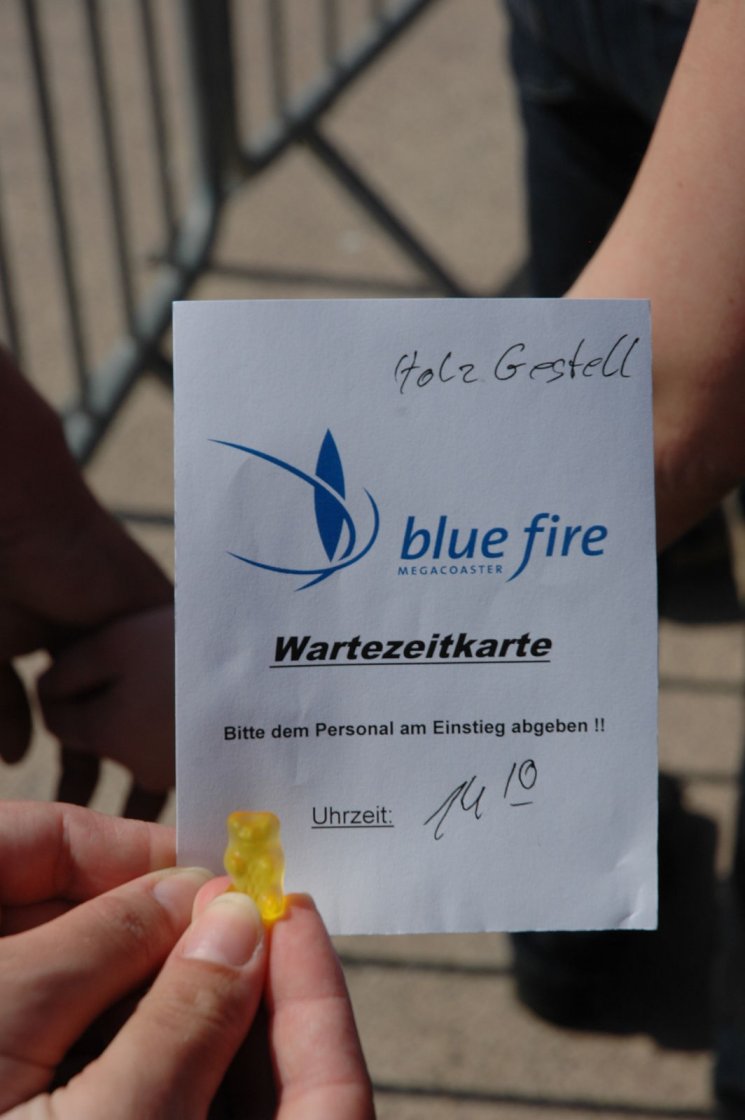 Holz Gestell
blue fire
MEGACOASTER
Wartezeitkarte
Bitte dem Personal am Einstieg abgeben !!
Uhrzeit: 14 10